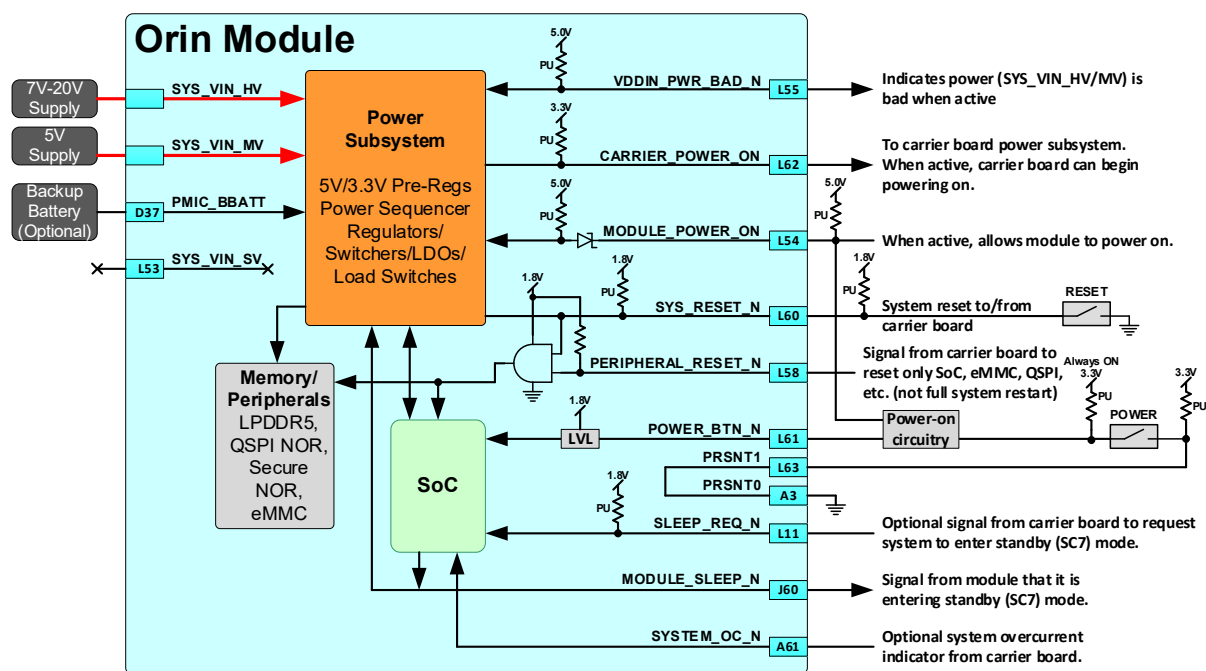 Orin Module
7V-20V
Supply
SYS_VIN_HV
5V
Supply
SYS_VIN_MV
Backup
Battery
(Optional)
D37
PMIC_BBATT
L53
SYS_VIN_SV
Power
Subsystem
5V/3.3V Pre-Regs
Power Sequencer
Regulators/
Switchers/LDOs/
Load Switches
Memory/
Peripherals
LPDDR5,
QSPI NOR,
Secure
NOR,
eMMC
SoC
5.0V
PU
VDDIN_PWR_BAD_N
L55
Indicates power (SYS_VIN_HV/MV) is
bad when active
3.3V
PU
CARRIER_POWER_ON
L62
To carrier board power subsystem.
When active, carrier board can begin
powering on.
5.0V
PU
MODULE_POWER_ON
L54
5.0V
PU
When active, allows module to power on.
1.8V
PU
SYS_RESET_N
L60
1.8V
PU
System reset to/from
carrier board
RESET
1.8V
PERIPHERAL_RESET_N
L58
Signal from carrier board to
reset only SoC, eMMC, QSPI,
etc. (not full system restart)
Always ON
3.3V
PU
3.3V
PU
1.8V
LVL
POWER_BTN_N
L61
Power-on
circuitry
POWER
PRSNT1
L63
PRSNT0
A3
1.8V
PU
SLEEP_REQ_N
L11
Optional signal from carrier board to request
system to enter standby (SC7) mode.
MODULE_SLEEP_N
J60
Signal from module that it is
entering standby (SC7) mode.
SYSTEM_OC_N
A61
Optional system overcurrent
indicator from carrier board.